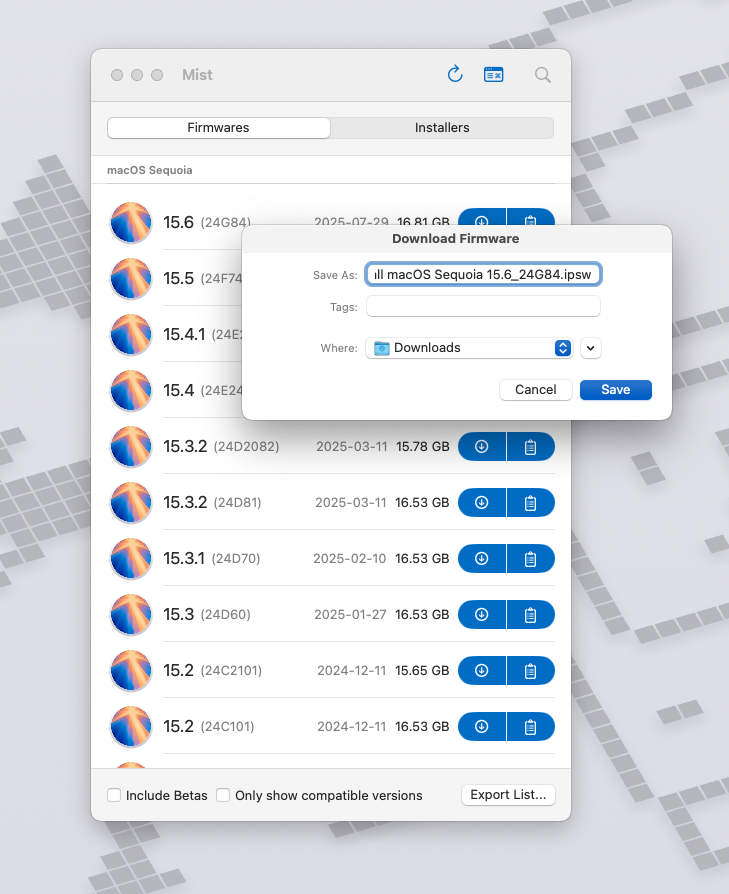 Mist
Firmwares Installers
macOS Sequoia
15.6 (24G84) 2025-07-29 16.81 GB
Download Firmware
Save As: all macOS Sequoia 15.6_24G84.ipsw
Tags:
Where: Downloads
Cancel Save
15.5 (24F74
15.4.1 (24E2
15.4 (24E24
15.3.2 (24D2082) 2025-03-11 15.78 GB
15.3.2 (24D81) 2025-03-11 16.53 GB
15.3.1 (24D70) 2025-02-10 16.53 GB
15.3 (24D60) 2025-01-27 16.53 GB
15.2 (24C2101) 2024-12-11 15.65 GB
15.2 (24C101) 2024-12-11 16.53 GB
Include Betas Only show compatible versions Export List...